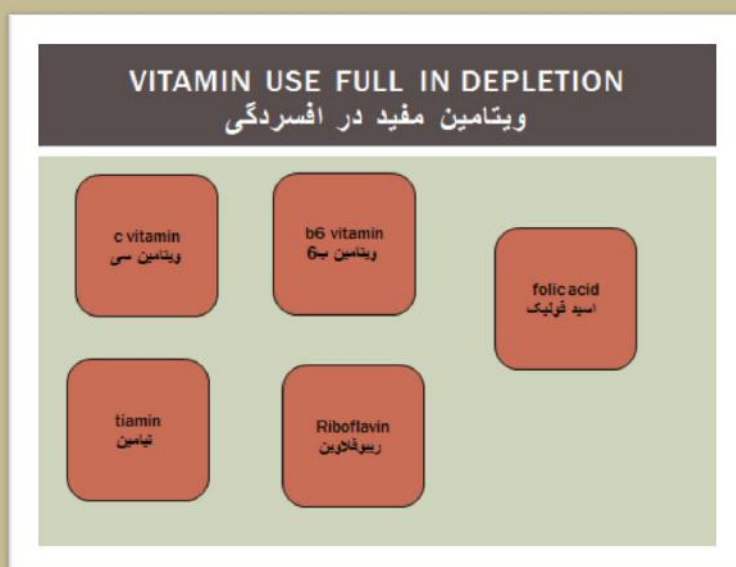 VITAMIN USE FULL IN DEPLETION
ویتامین مفید در افسردگی
c vitamin
ویتامین سی
b6 vitamin
ویتامین ب6
folic acid
اسید فولیک
tiamin
تیامین
Riboflavin
ریبوفلاوین